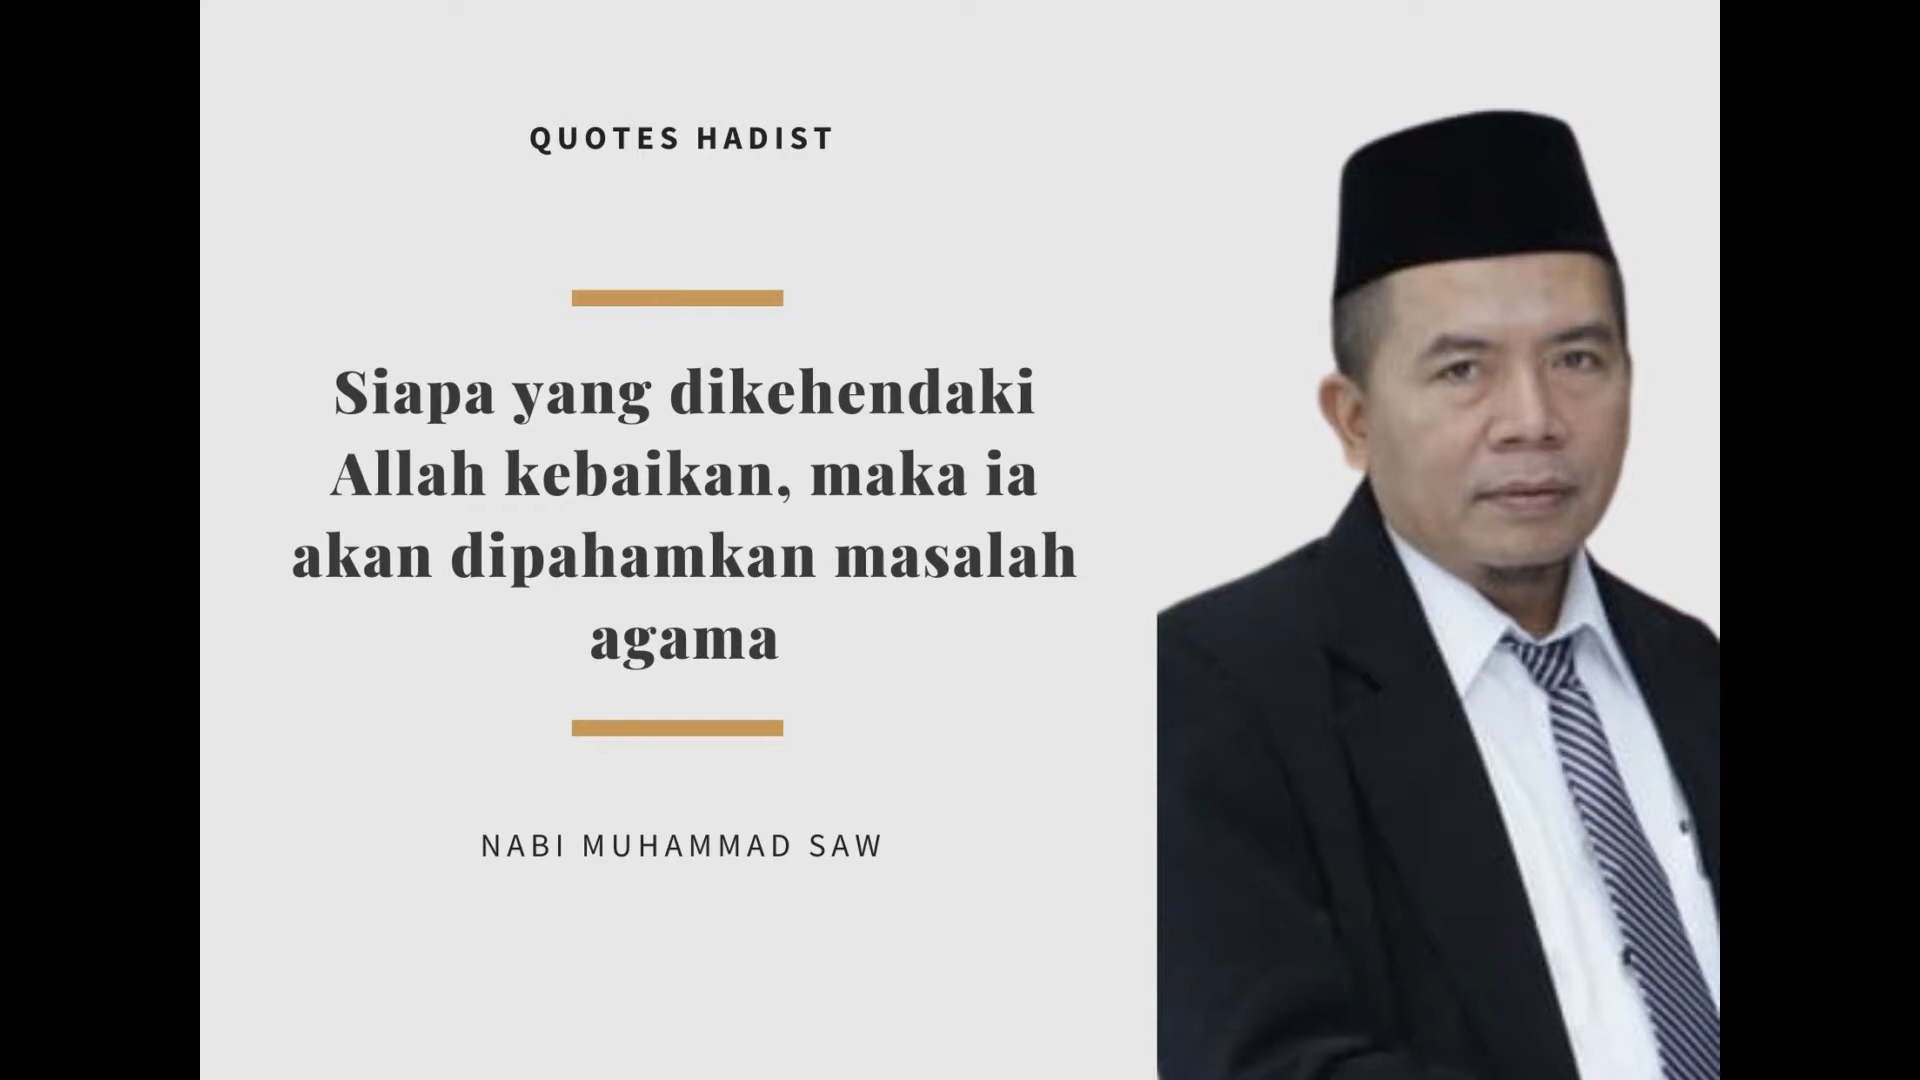 QUOTES HADIST
Siapa yang dikehendaki
Allah kebaikan, maka ia
akan dipahamkan masalah
agama
NABI MUHAMMAD SAW